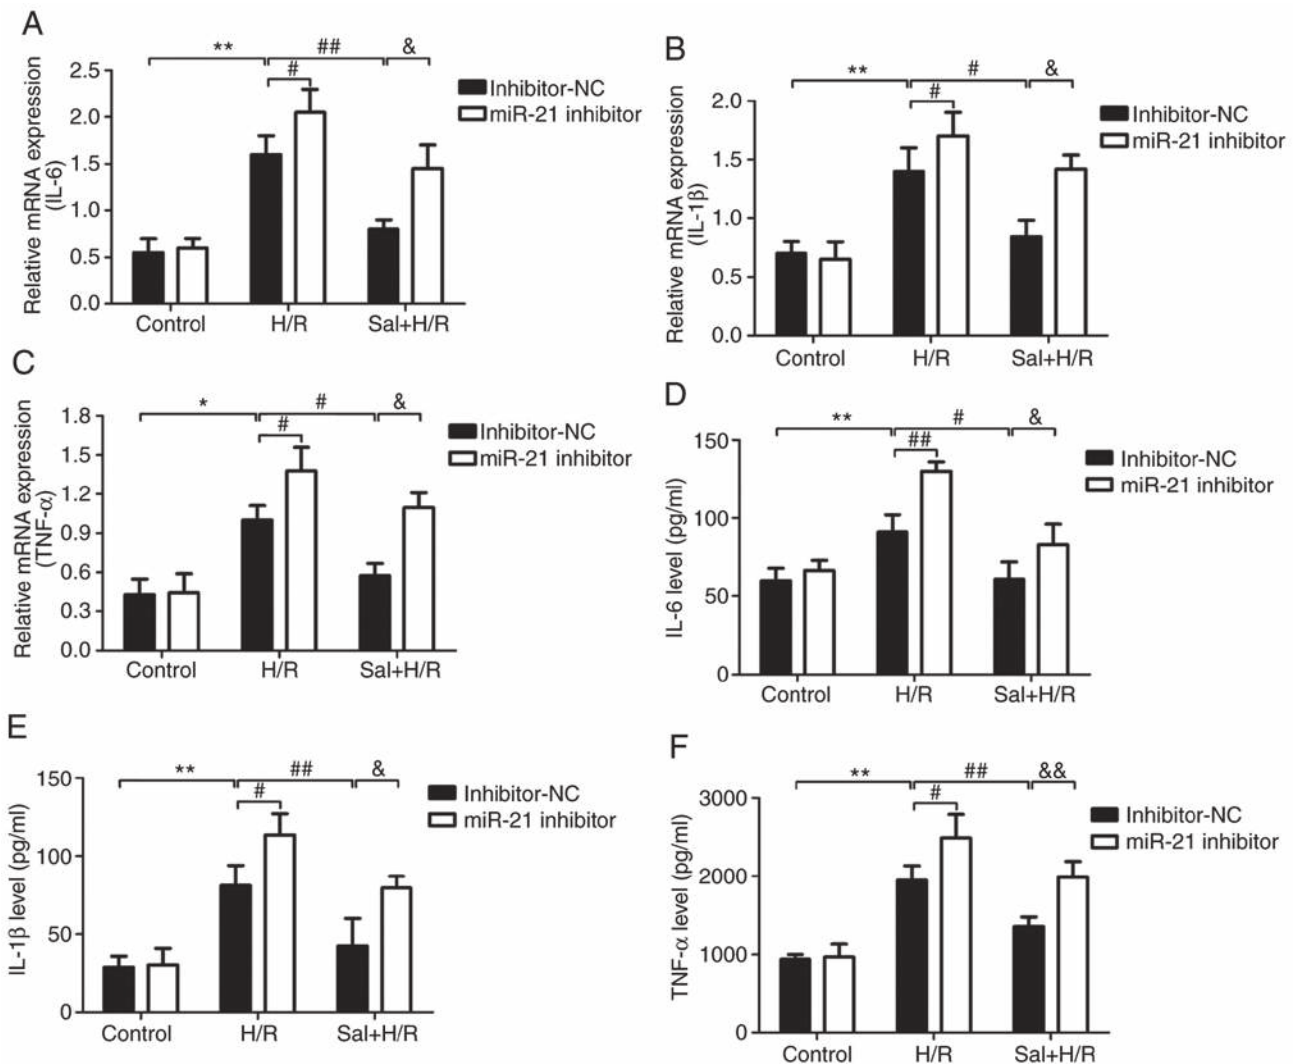 A
** ## &
#
2.5
2.0
1.5
1.0
0.5
0.0
Relative mRNA expression
(IL-6)
Inhibitor-NC
miR-21 inhibitor
Control H/R Sal+H/R
B
** # &
#
2.0
1.5
1.0
0.5
0.0
Relative mRNA expression
(IL-1β)
Inhibitor-NC
miR-21 inhibitor
Control H/R Sal+H/R
C
* # &
#
1.8
1.5
1.2
0.9
0.6
0.3
0.0
Relative mRNA expression
(TNF-α)
Inhibitor-NC
miR-21 inhibitor
Control H/R Sal+H/R
D
** # &
##
150
100
50
0
IL-6 level (pg/ml)
Inhibitor-NC
miR-21 inhibitor
Control H/R Sal+H/R
E
** ## &
#
150
100
50
0
IL-1β level (pg/ml)
Inhibitor-NC
miR-21 inhibitor
Control H/R Sal+H/R
F
** ## &&
#
3000
2000
1000
0
TNF-α level (pg/ml)
Inhibitor-NC
miR-21 inhibitor
Control H/R Sal+H/R